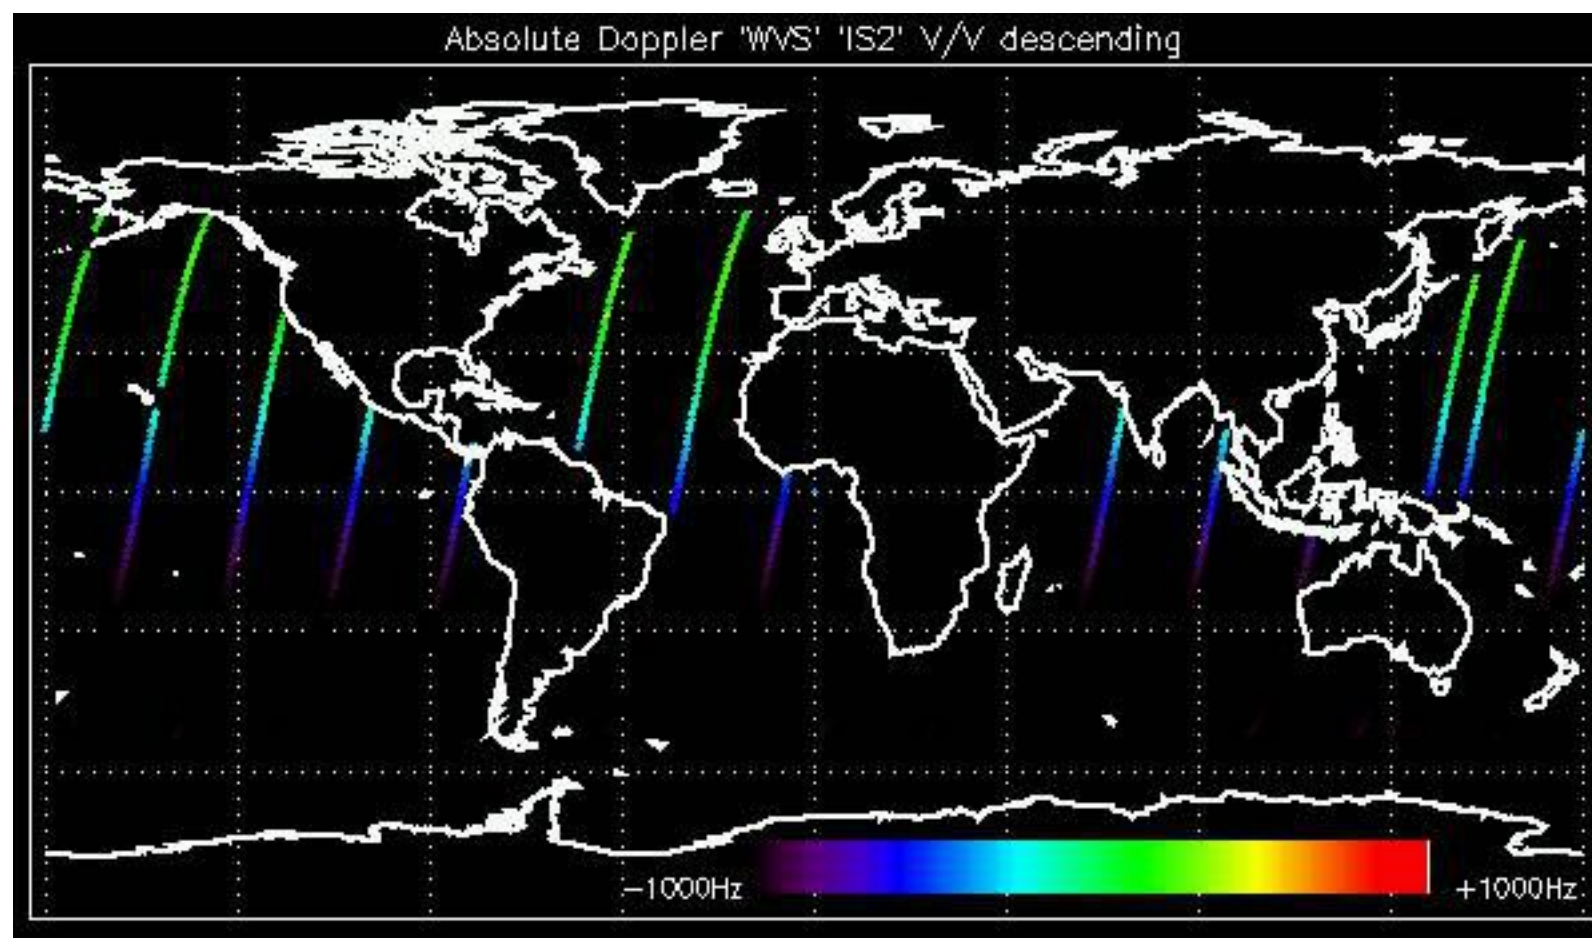 Absolute Doppler 'WVS' 'IS2' V/V descending
-1000Hz
+1000Hz